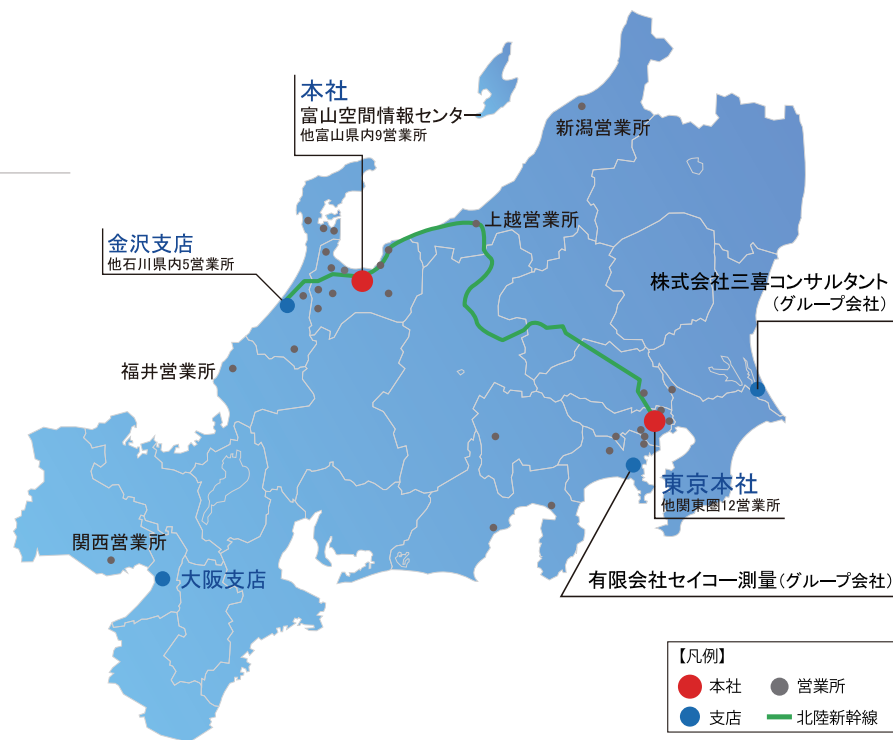 本社
富山空間情報センター
他富山県内9営業所
新潟営業所
上越営業所
金沢支店
他石川県内5営業所
株式会社三喜コンサルタント
(グループ会社)
福井営業所
東京本社
他関東圏12営業所
関西営業所
大阪支店
有限会社セイコー測量(グループ会社)
【凡例】
本社 営業所
支店 北陸新幹線